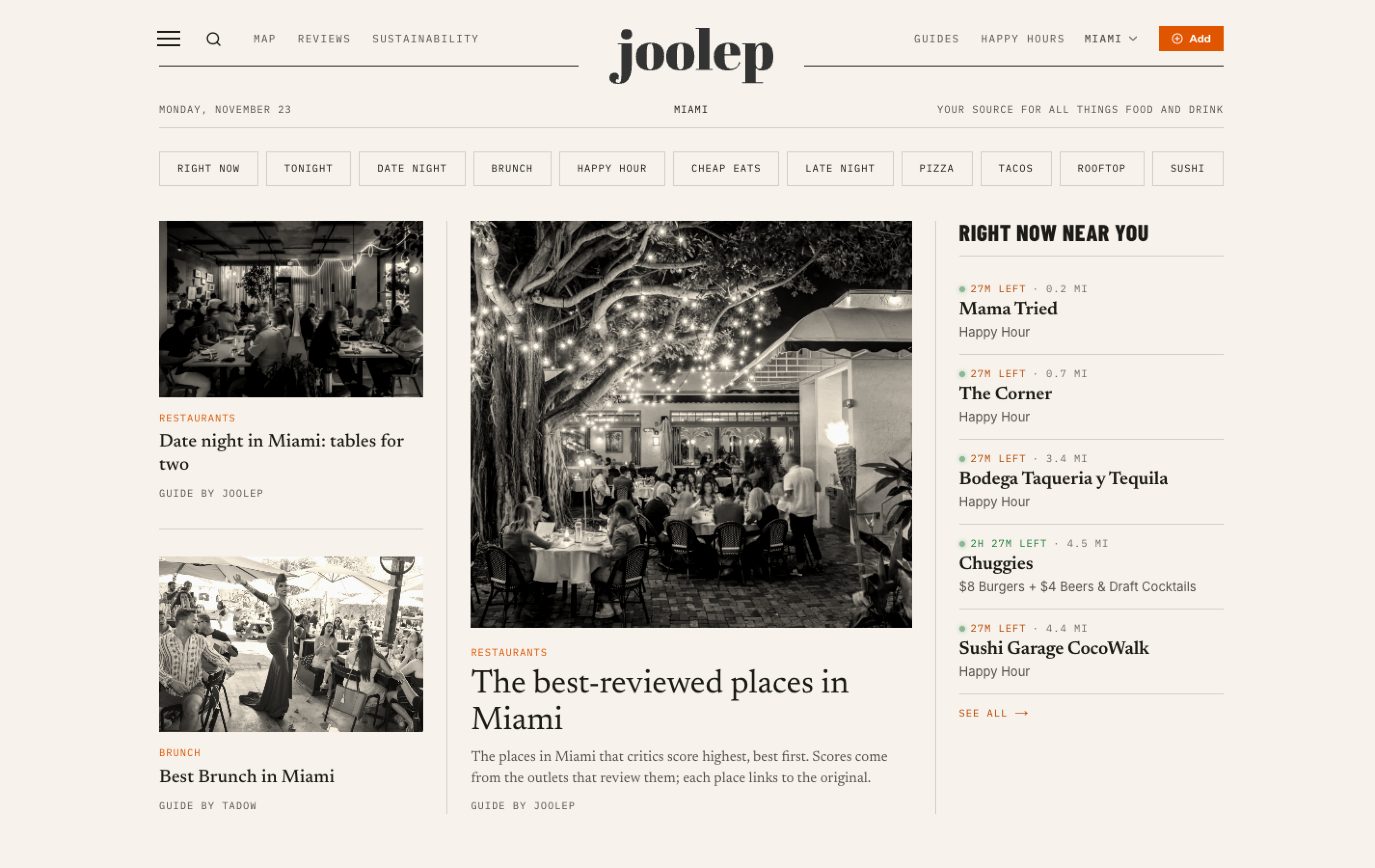 MAP REVIEWS SUSTAINABILITY
joolep
GUIDES HAPPY HOURS MIAMI Add
MONDAY, NOVEMBER 23
MIAMI
YOUR SOURCE FOR ALL THINGS FOOD AND DRINK
RIGHT NOW TONIGHT DATE NIGHT BRUNCH HAPPY HOUR CHEAP EATS LATE NIGHT PIZZA TACOS ROOFTOP SUSHI
RESTAURANTS
Date night in Miami: tables for
two
GUIDE BY JOOLEP
BRUNCH
Best Brunch in Miami
GUIDE BY TADOW
RESTAURANTS
The best-reviewed places in
Miami
The places in Miami that critics score highest, best first. Scores come
from the outlets that review them; each place links to the original.
GUIDE BY JOOLEP
RIGHT NOW NEAR YOU
27M LEFT · 0.2 MI
Mama Tried
Happy Hour
27M LEFT · 0.7 MI
The Corner
Happy Hour
27M LEFT · 3.4 MI
Bodega Taqueria y Tequila
Happy Hour
2H 27M LEFT · 4.5 MI
Chuggies
$8 Burgers + $4 Beers & Draft Cocktails
27M LEFT · 4.4 MI
Sushi Garage CocoWalk
Happy Hour
SEE ALL →